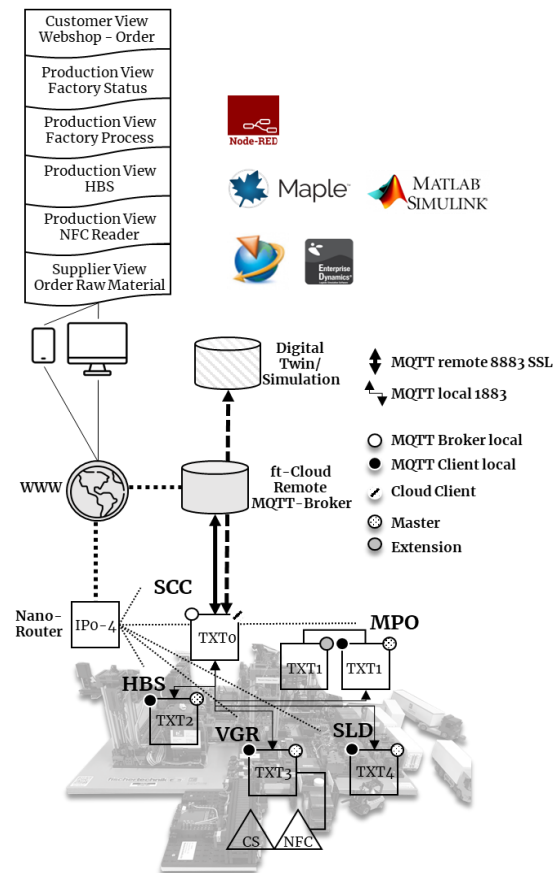 Customer View
Webshop - Order
Production View
Factory Status
Production View
Factory Process
Production View
HBS
Production View
NFC Reader
Supplier View
Order Raw Material
Node-RED
Maple™
MATLAB
SIMULINK®
Enterprise
Dynamics®
Digital
Twin/
Simulation
MQTT remote 8883 SSL
MQTT local 1883
MQTT Broker local
MQTT Client local
Cloud Client
Master
Extension
WWW
ft-Cloud
Remote
MQTT-Broker
Nano-
Router
IP0-4
SCC
TXT0
MPO
TXT1
TXT1
HBS
TXT2
VGR
TXT3
SLD
TXT4
CS
NFC